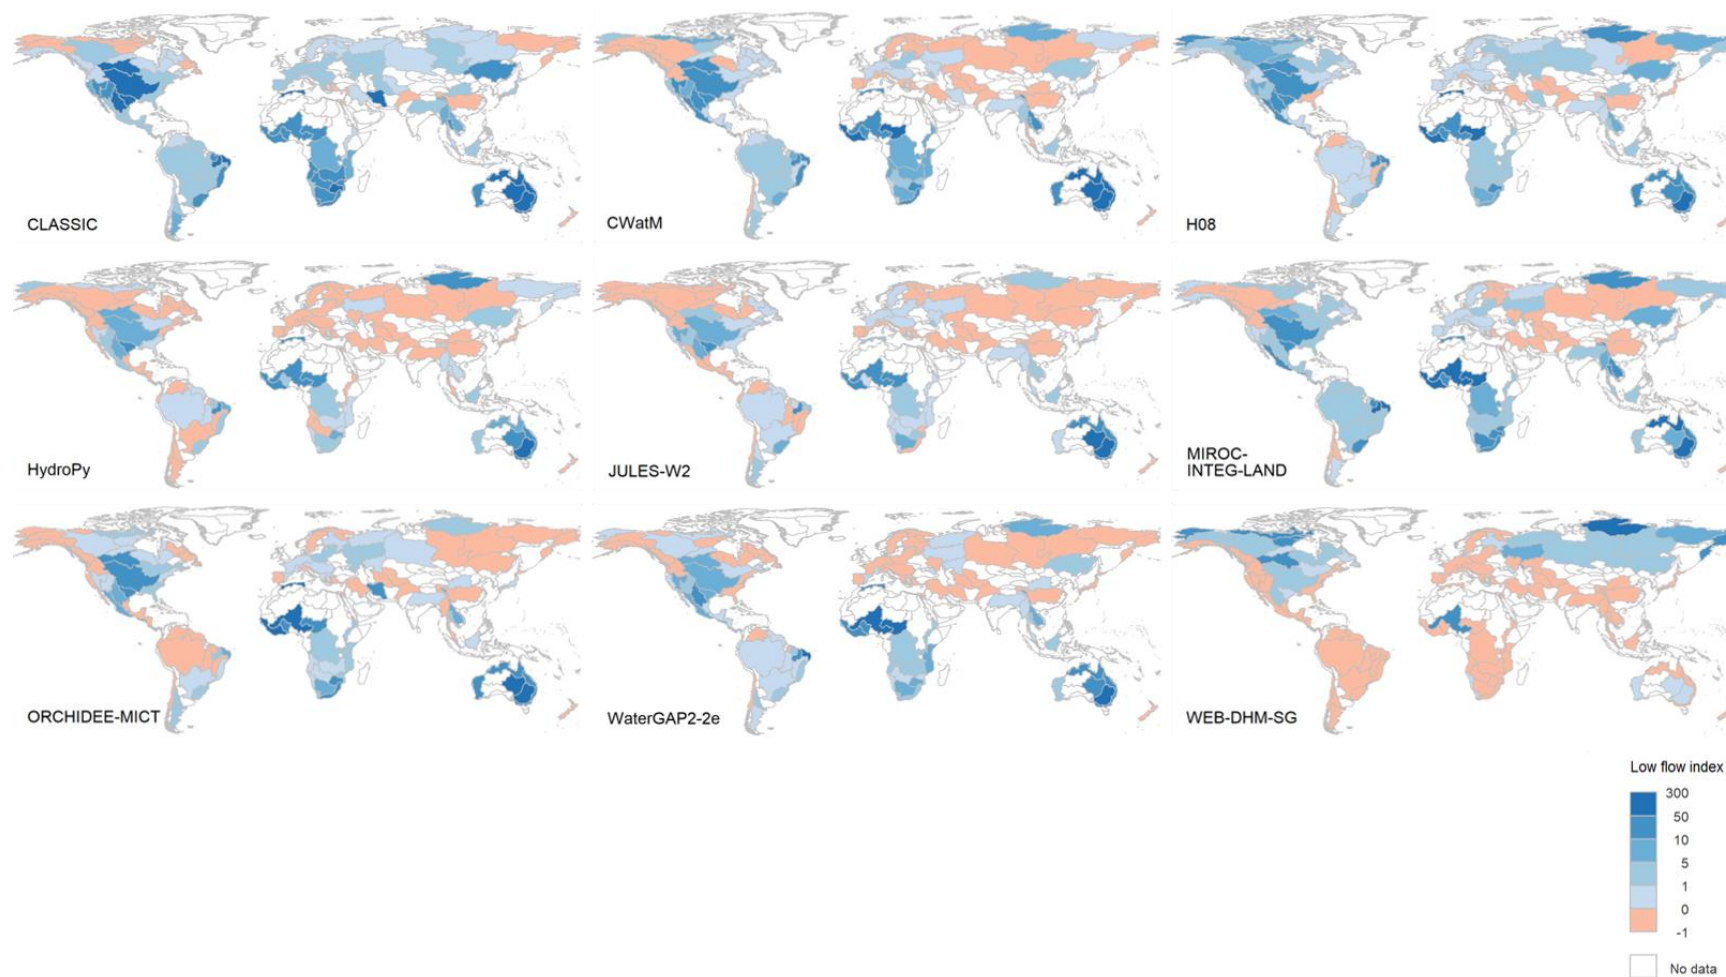 CLASSIC
CWatM
H08
HydroPy
JULES-W2
MIROC-
INTEG-LAND
ORCHIDEE-MICT
WaterGAP2-2e
WEB-DHM-SG
Low flow index
300
50
10
5
1
0
-1
No data